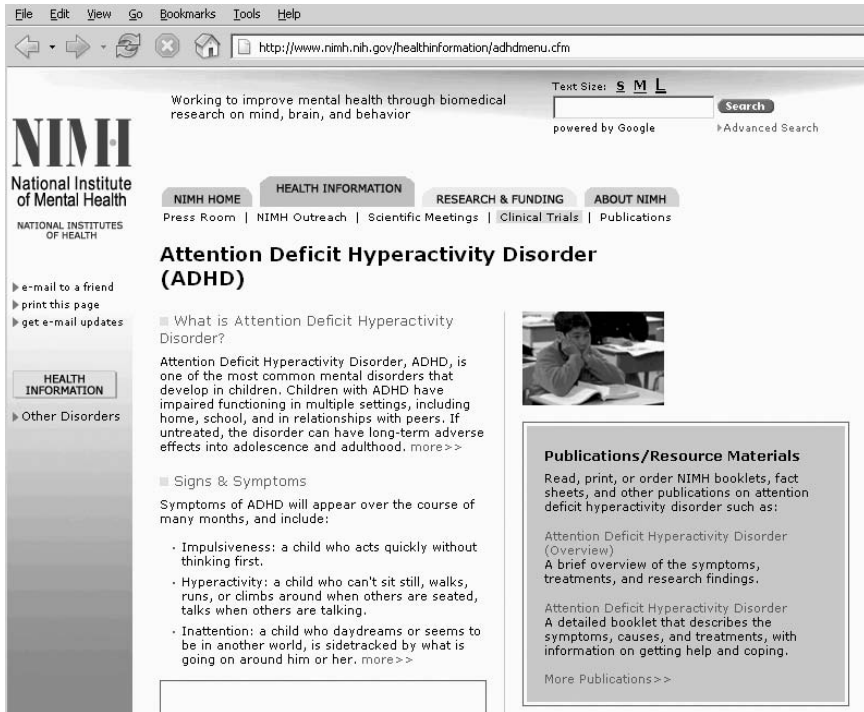 File Edit View Go Bookmarks Tools Help
http://www.nimh.nih.gov/healthinformation/adhdmenu.cfm
Working to improve mental health through biomedical
research on mind, brain, and behavior
Text Size: S M L
Search
powered by Google
Advanced Search
NIMH
National Institute
of Mental Health
NATIONAL INSTITUTES
OF HEALTH
NIMH HOME HEALTH INFORMATION RESEARCH & FUNDING ABOUT NIMH
Press Room | NIMH Outreach | Scientific Meetings | Clinical Trials | Publications
e-mail to a friend
print this page
get e-mail updates
HEALTH
INFORMATION
Other Disorders
Attention Deficit Hyperactivity Disorder
(ADHD)
What is Attention Deficit Hyperactivity
Disorder?
Attention Deficit Hyperactivity Disorder, ADHD, is
one of the most common mental disorders that
develop in children. Children with ADHD have
impaired functioning in multiple settings, including
home, school, and in relationships with peers. If
untreated, the disorder can have long-term adverse
effects into adolescence and adulthood. more>>
Signs & Symptoms
Symptoms of ADHD will appear over the course of
many months, and include:
· Impulsiveness: a child who acts quickly without
thinking first.
· Hyperactivity: a child who can't sit still, walks,
runs, or climbs around when others are seated,
talks when others are talking.
· Inattention: a child who daydreams or seems to
be in another world, is sidetracked by what is
going on around him or her. more>>
Publications/Resource Materials
Read, print, or order NIMH booklets, fact
sheets, and other publications on attention
deficit hyperactivity disorder such as:
Attention Deficit Hyperactivity Disorder
(Overview)
A brief overview of the symptoms,
treatments, and research findings.
Attention Deficit Hyperactivity Disorder
A detailed booklet that describes the
symptoms, causes, and treatments, with
information on getting help and coping.
More Publications>>